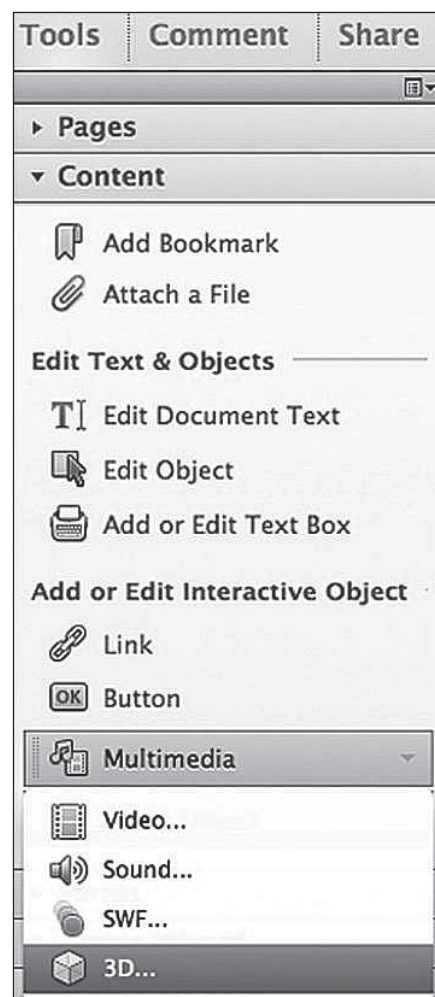 Tools Comment Share
Pages
Content
Add Bookmark
Attach a File
Edit Text & Objects
Edit Document Text
Edit Object
Add or Edit Text Box
Add or Edit Interactive Object
Link
OK Button
Multimedia
Video...
Sound...
SWF...
3D...